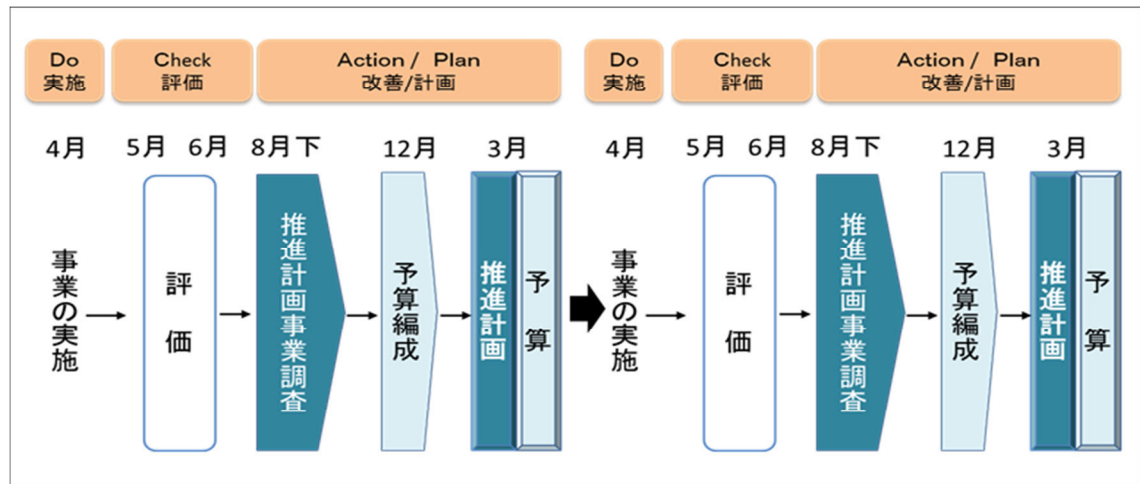 Do
実施
Check
評価
Action / Plan
改善/計画
Do
実施
Check
評価
Action / Plan
改善/計画
4月
5月 6月
8月下
12月
3月
4月
5月 6月
8月下
12月
3月
事業の実施
評価
推進計画事業調査
予算編成
推進計画
予算
事業の実施
評価
推進計画事業調査
予算編成
推進計画
予算